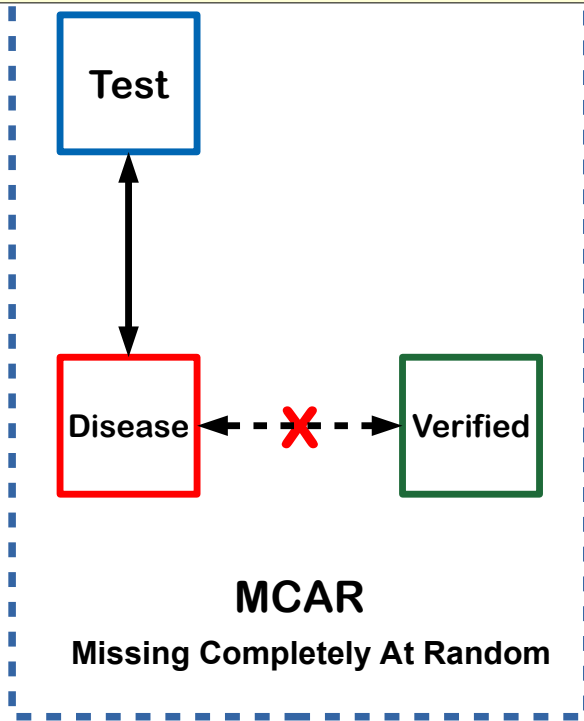 Test
Disease
Verified
MCAR
Missing Completely At Random